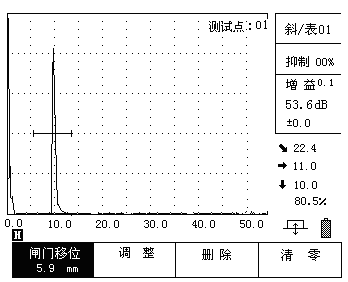 测试点:01
斜/表01
抑制 00%
增 益0.1
53.6dB
±0.0
22.4
11.0
10.0
80.5%
0.0 10.0 20.0 30.0 40.0 50.0
H
闸门移位 调 整 删 除 清 零
5.9 mm